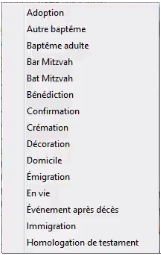 Adoption
Autre baptême
Baptême adulte
Bar Mitzvah
Bat Mitzvah
Bénédiction
Confirmation
Crémation
Décoration
Domicile
Émigration
En vie
Événement après décès
Immigration
Homologation de testament